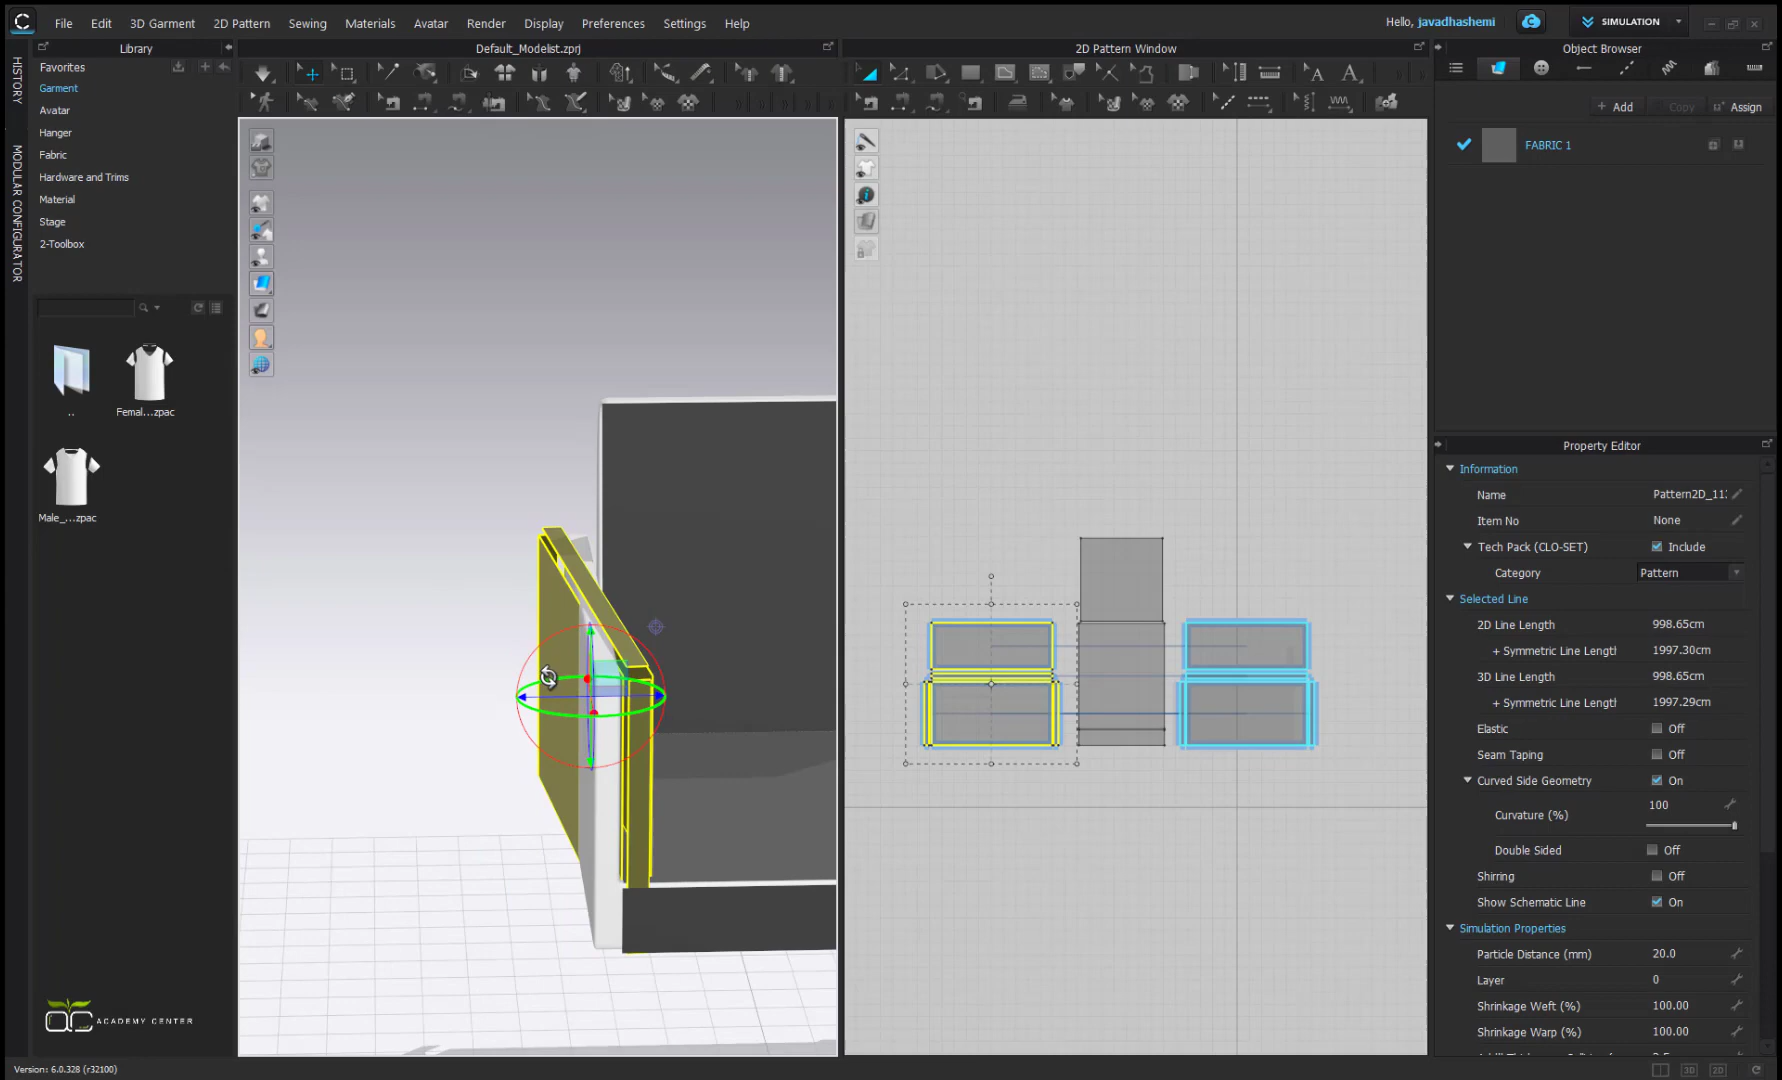 File Edit 3D Garment 2D Pattern Sewing Materials Avatar Render Display Preferences Settings Help
Hello, javadhashemi
SIMULATION
HISTORY
MODULAR CONFIGURATOR
Library
Favorites
Garment
Avatar
Hanger
Fabric
Hardware and Trims
Material
Stage
2-Toolbox
..
Femal...zpac
Male_...zpac
ACADEMY CENTER
Default_Modelist.zprj
2D Pattern Window
Object Browser
+ Add Copy Assign
FABRIC 1
Property Editor
Information
Name Pattern2D_11
Item No None
Tech Pack (CLO-SET) Include
Category Pattern
Selected Line
2D Line Length 998.65cm
+ Symmetric Line Length 1997.30cm
3D Line Length 998.65cm
+ Symmetric Line Length 1997.29cm
Elastic Off
Seam Taping Off
Curved Side Geometry On
Curvature (%) 100
Double Sided Off
Shirring Off
Show Schematic Line On
Simulation Properties
Particle Distance (mm) 20.0
Layer 0
Shrinkage Weft (%) 100.00
Shrinkage Warp (%) 100.00
Version: 6.0.328 (r32100)
3D 2D